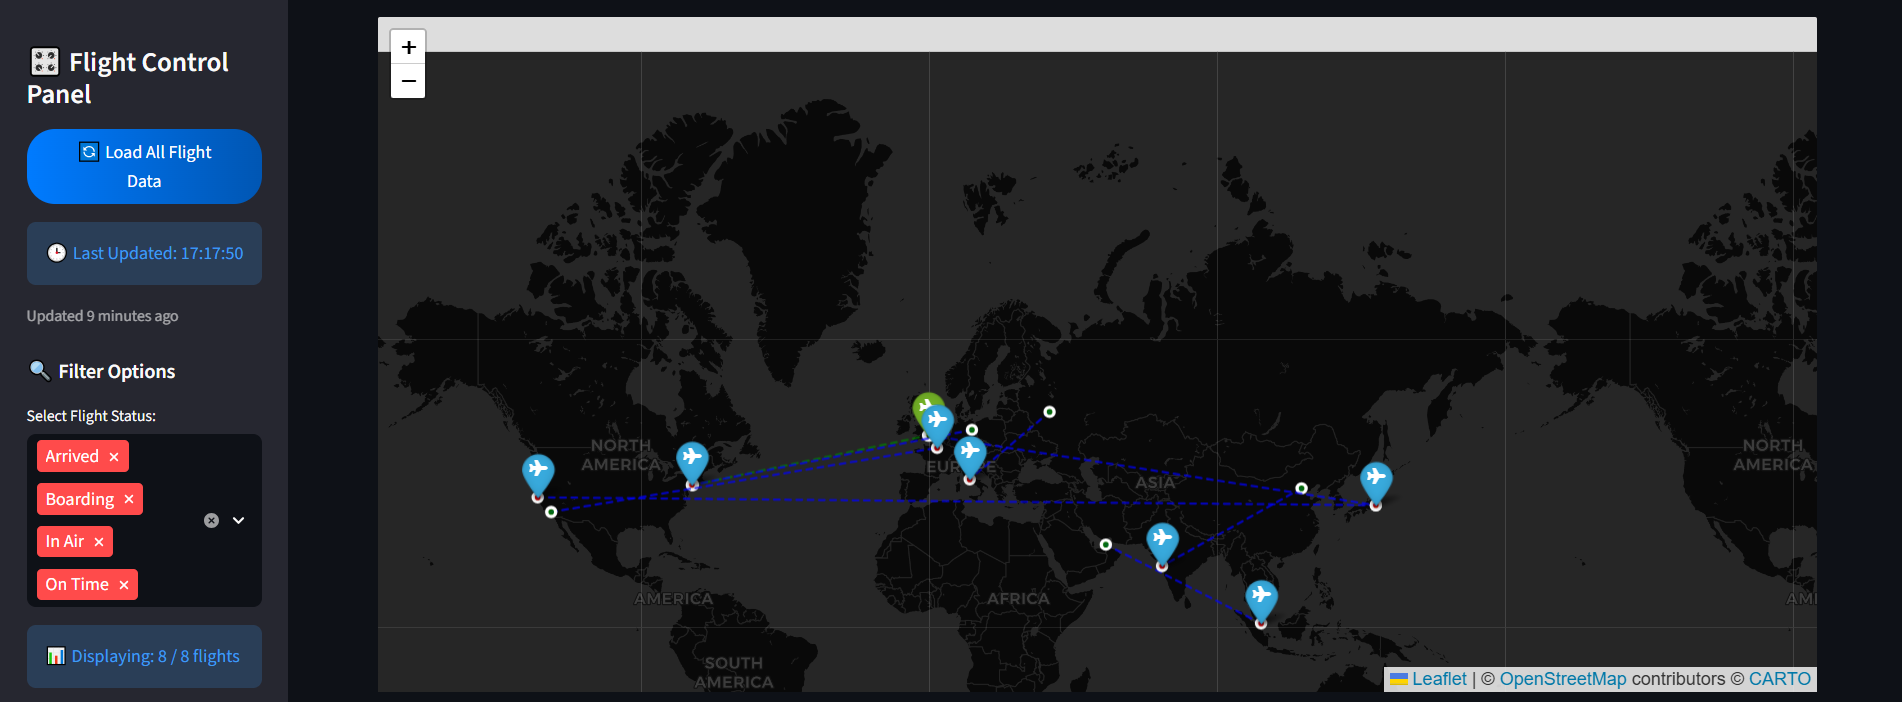 Flight Control
Panel
Load All Flight
Data
Last Updated: 17:17:50
Updated 9 minutes ago
Filter Options
Select Flight Status:
Arrived ×
Boarding ×
In Air ×
On Time ×
Displaying: 8 / 8 flights
+
−
NORTH
AMERICA
EUROPE
ASIA
NORTH
AMERICA
AMERICA
AFRICA
AM
SOUTH
AMERICA
Leaflet | © OpenStreetMap contributors © CARTO